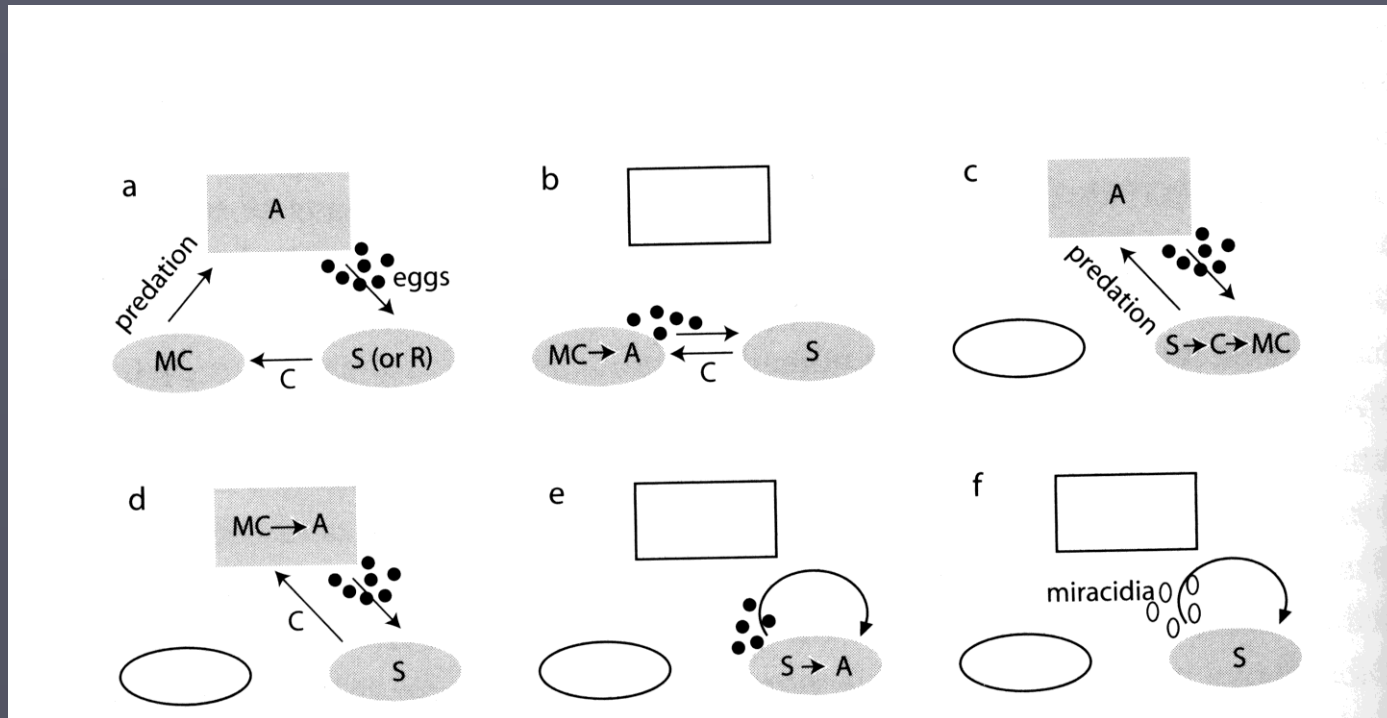 a
A
predation
eggs
MC
C
S (or R)
b
MC→ A
C
S
c
A
predation
S→C→MC
d
MC→ A
C
S
e
S → A
f
miracidia
S